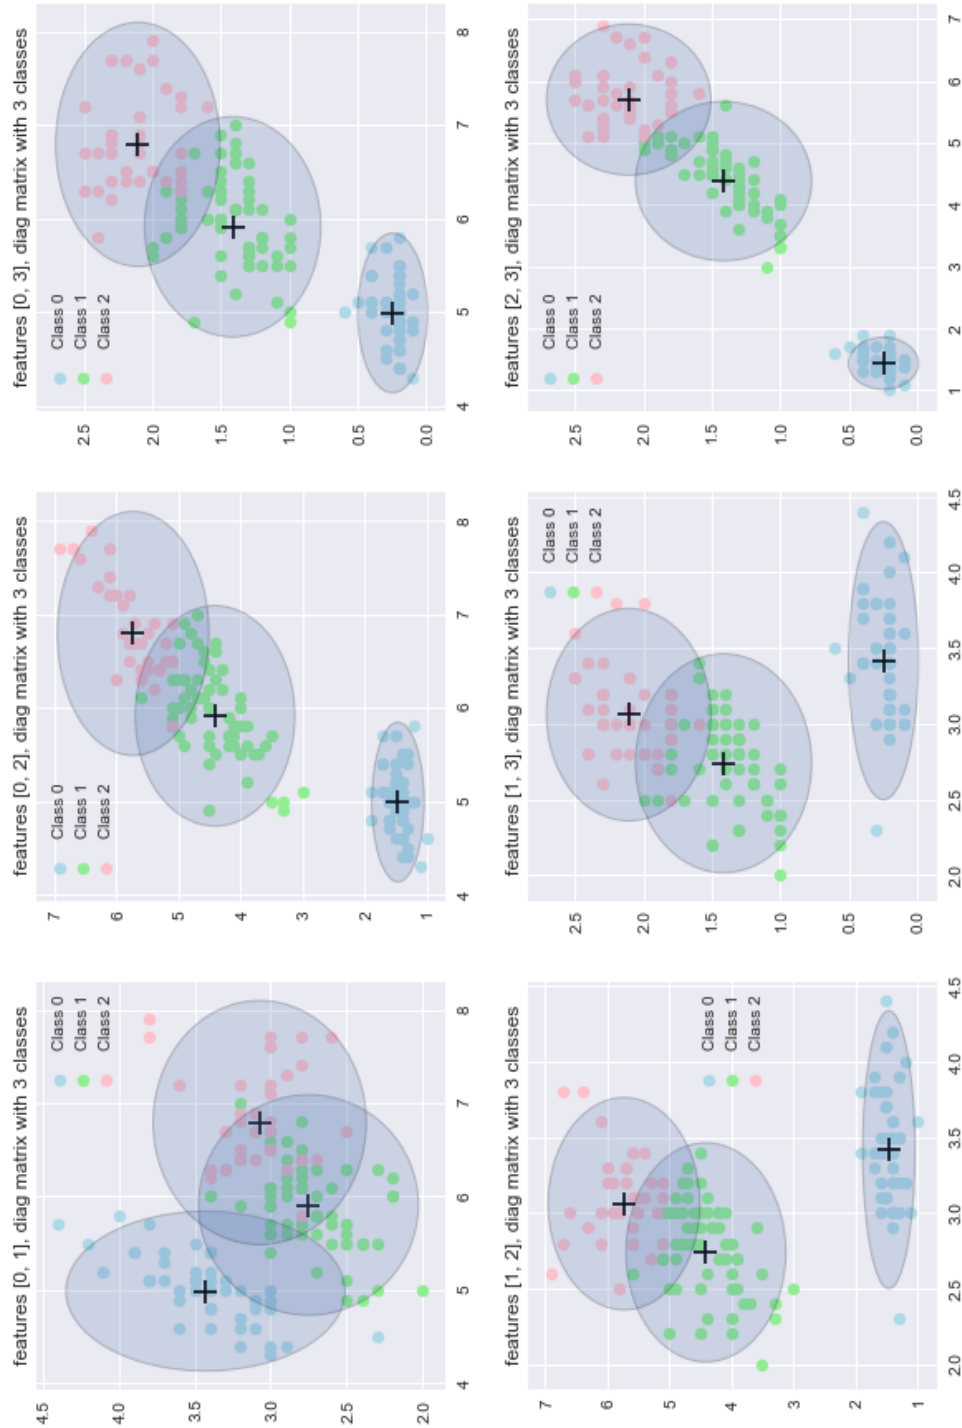 features [0, 1], diag matrix with 3 classes
4.5
4.0
3.5
3.0
2.5
2.0
Class 0
Class 1
Class 2
4 5 6 7 8
features [0, 2], diag matrix with 3 classes
7
6
5
4
3
2
1
Class 0
Class 1
Class 2
4 5 6 7 8
features [0, 3], diag matrix with 3 classes
2.5
2.0
1.5
1.0
0.5
0.0
Class 0
Class 1
Class 2
4 5 6 7 8
features [1, 2], diag matrix with 3 classes
7
6
5
4
3
2
1
Class 0
Class 1
Class 2
2.0 2.5 3.0 3.5 4.0 4.5
features [1, 3], diag matrix with 3 classes
2.5
2.0
1.5
1.0
0.5
0.0
Class 0
Class 1
Class 2
2.0 2.5 3.0 3.5 4.0 4.5
features [2, 3], diag matrix with 3 classes
2.5
2.0
1.5
1.0
0.5
0.0
Class 0
Class 1
Class 2
1 2 3 4 5 6 7